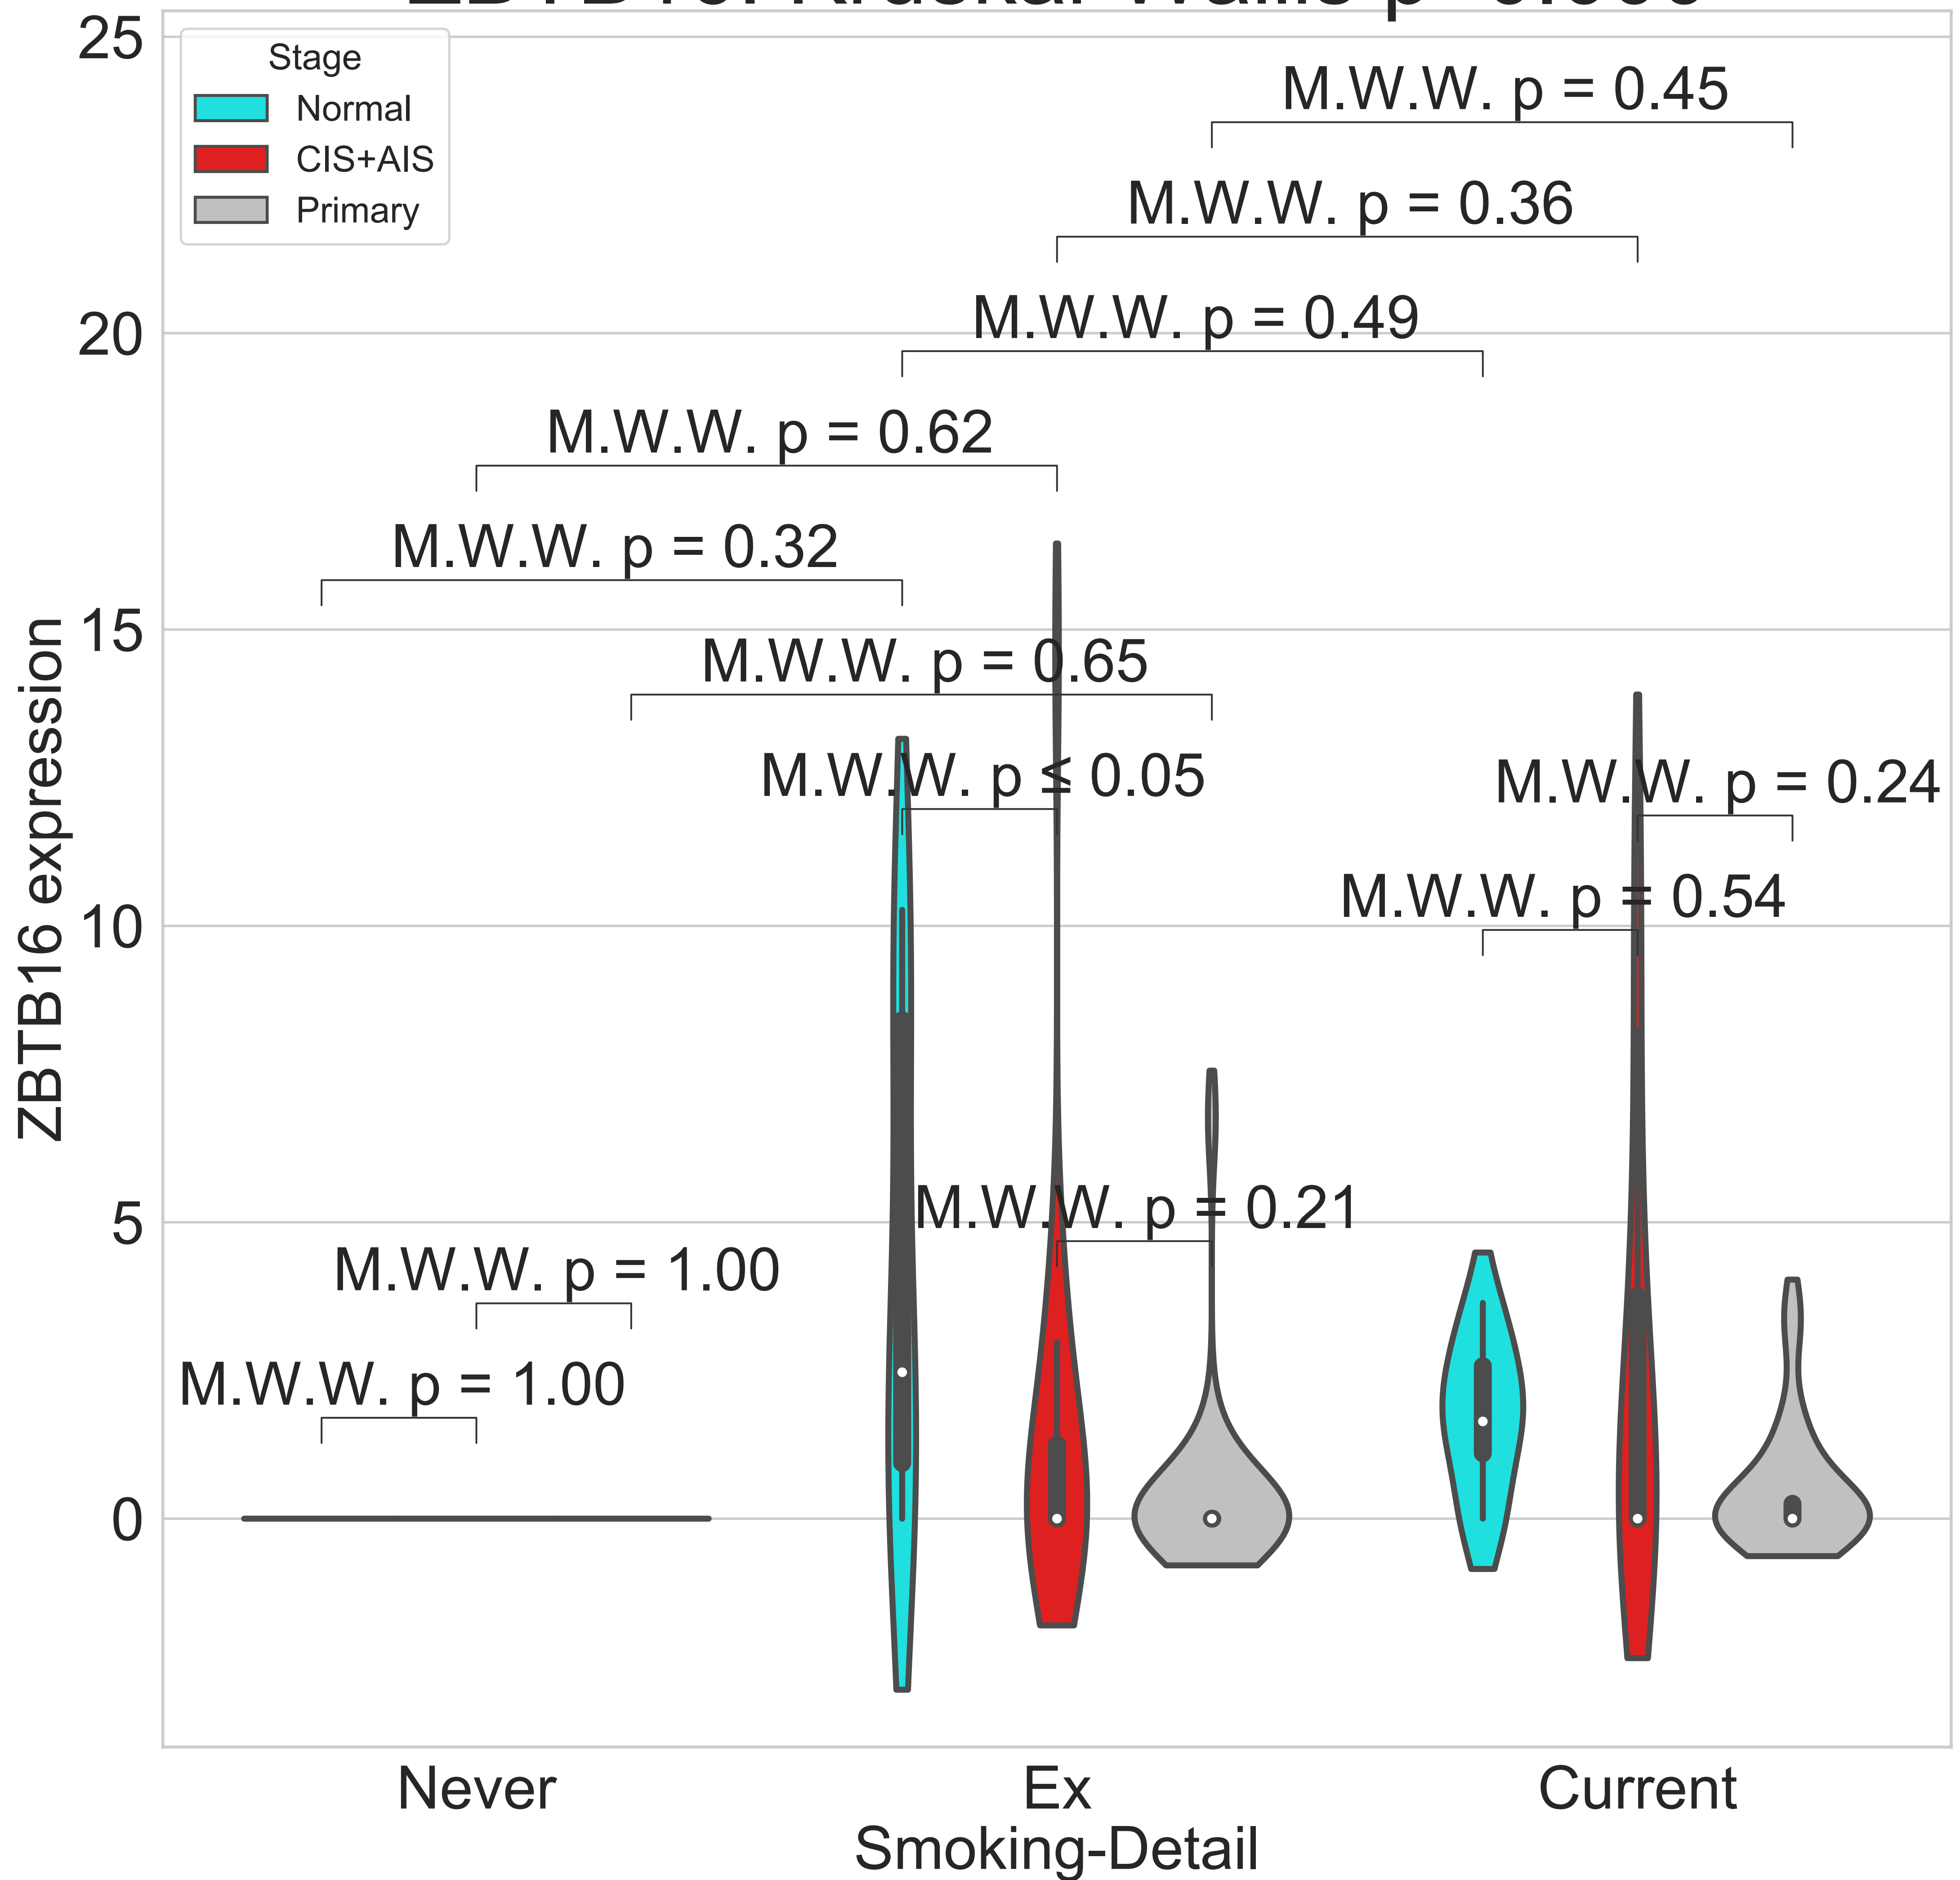 25
Stage
Normal
CIS+AIS
Primary
M.W.W. p = 0.45
M.W.W. p = 0.36
20
M.W.W. p = 0.49
M.W.W. p = 0.62
M.W.W. p = 0.32
15
M.W.W. p = 0.65
M.W.W. p ≤ 0.05
M.W.W. p = 0.24
10
M.W.W. p = 0.54
5
M.W.W. p = 0.21
M.W.W. p = 1.00
M.W.W. p = 1.00
0
ZBTB16 expression
Never
Ex
Current
Smoking-Detail